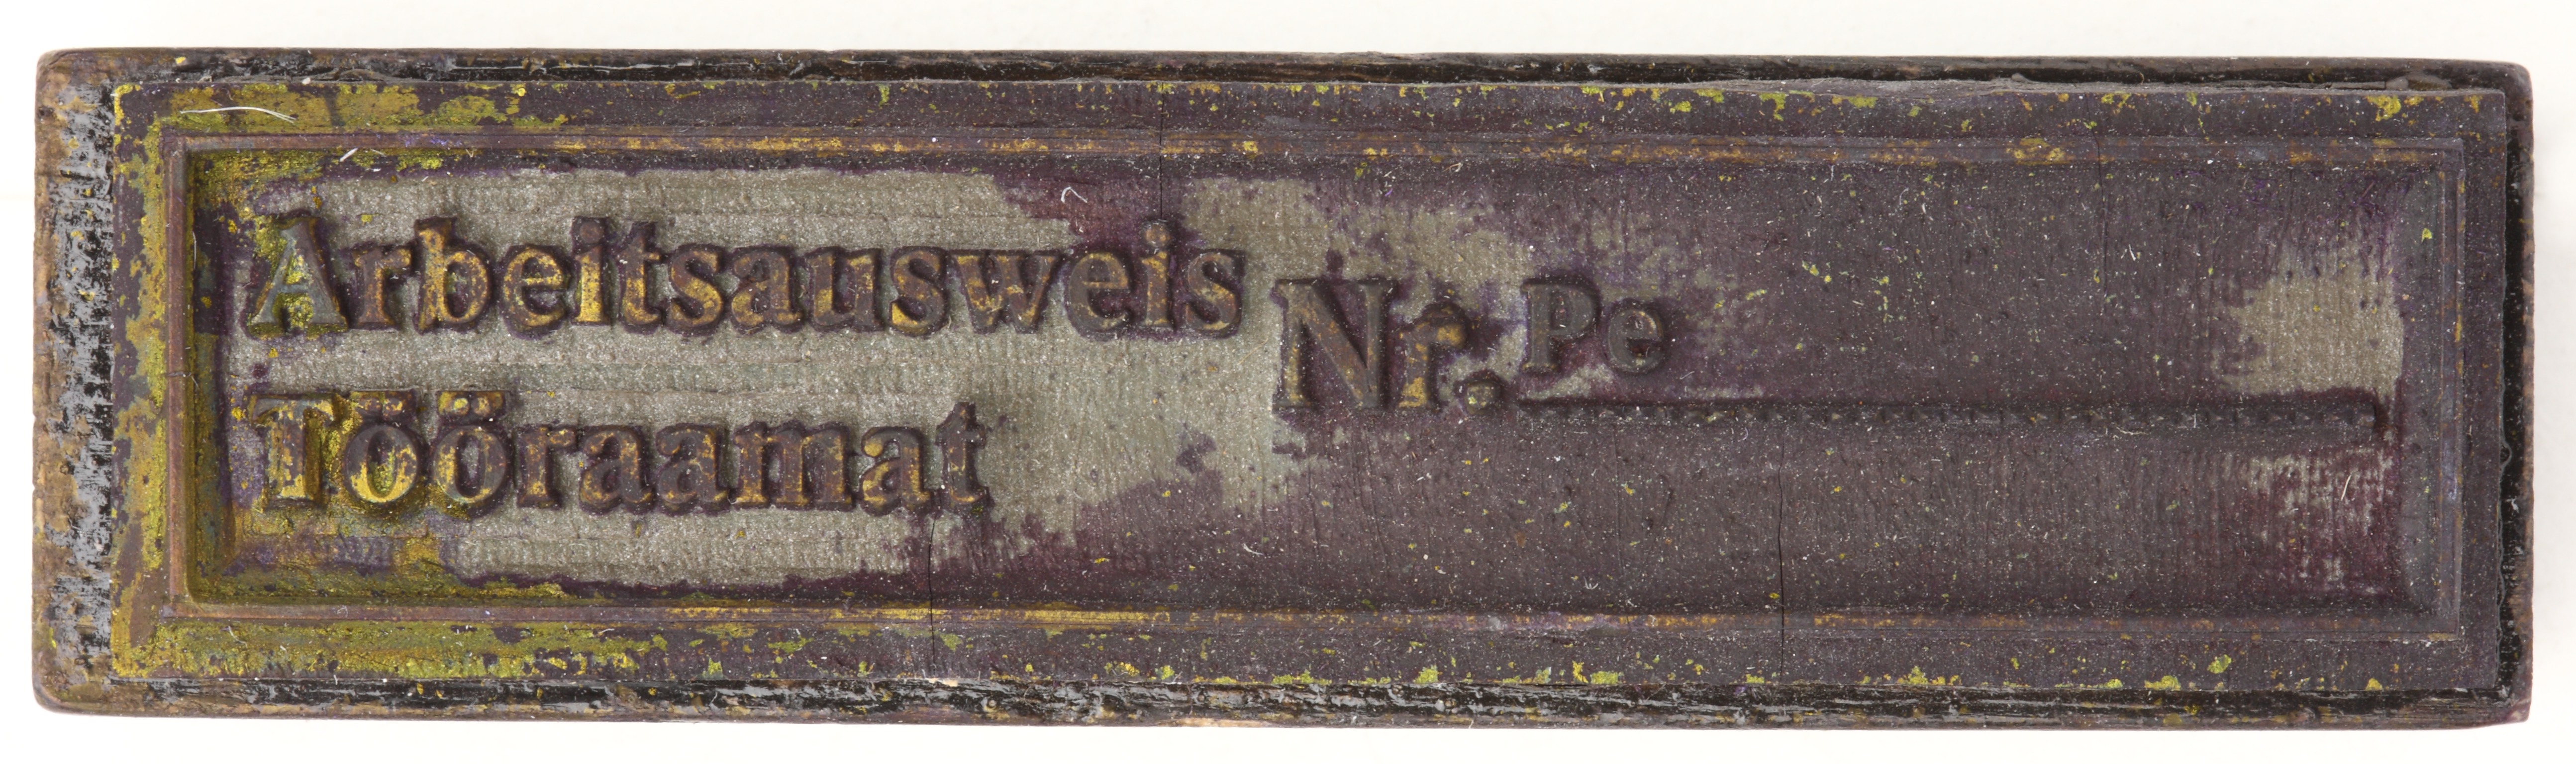 Arbeitsausweis
Tööraamat
Nr. Pe